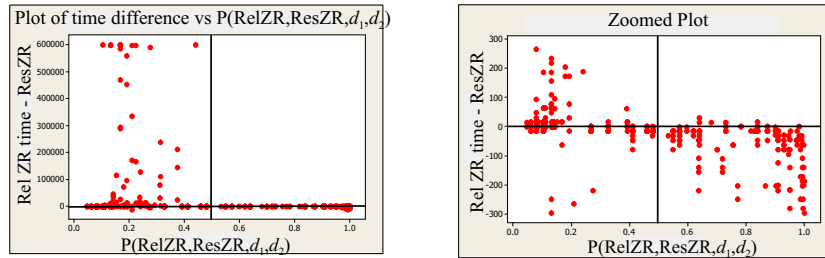 Plot of time difference vs P(RelZR,ResZR,d₁,d₂)
Rel ZR time - ResZR
600000
500000
400000
300000
200000
100000
0
0.0 0.2 0.4 0.6 0.8 1.0
P(RelZR,ResZR,d₁,d₂)
Zoomed Plot
Rel ZR time - ResZR
300
200
100
0
-100
-200
-300
0.0 0.2 0.4 0.6 0.8 1.0
P(RelZR,ResZR,d₁,d₂)